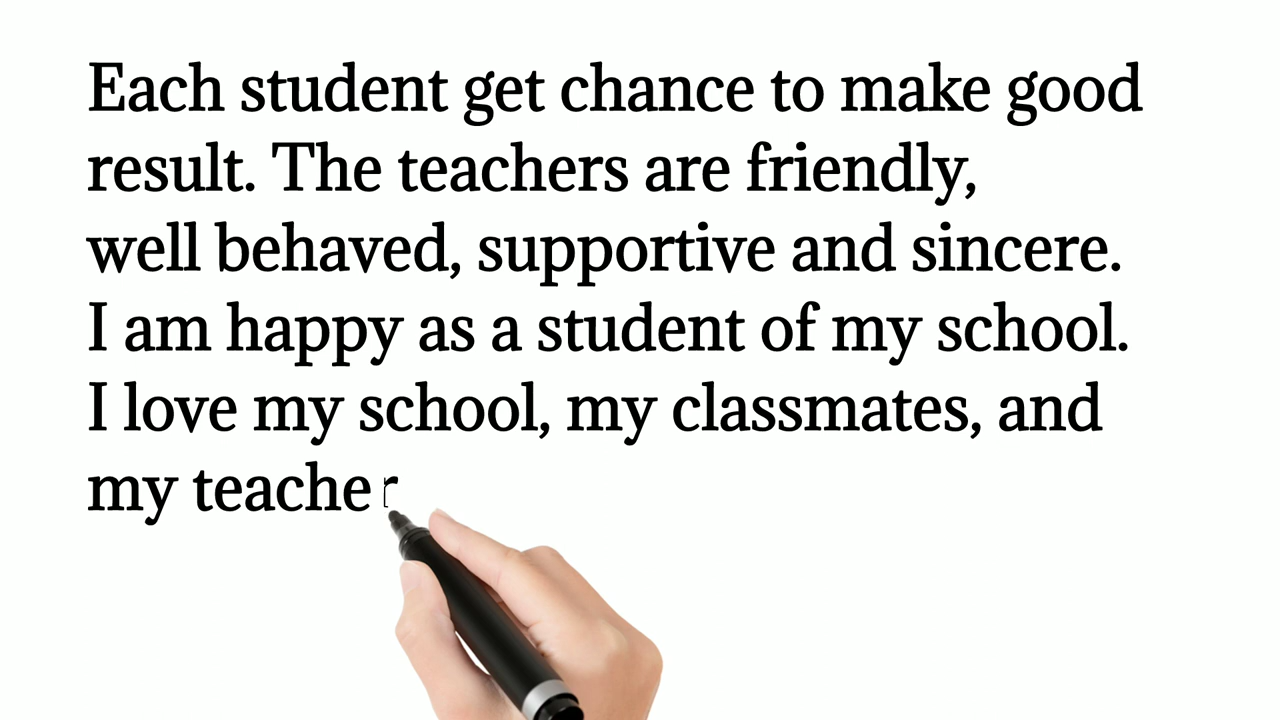 Each student get chance to make good
result. The teachers are friendly,
well behaved, supportive and sincere.
I am happy as a student of my school.
I love my school, my classmates, and
my teacher